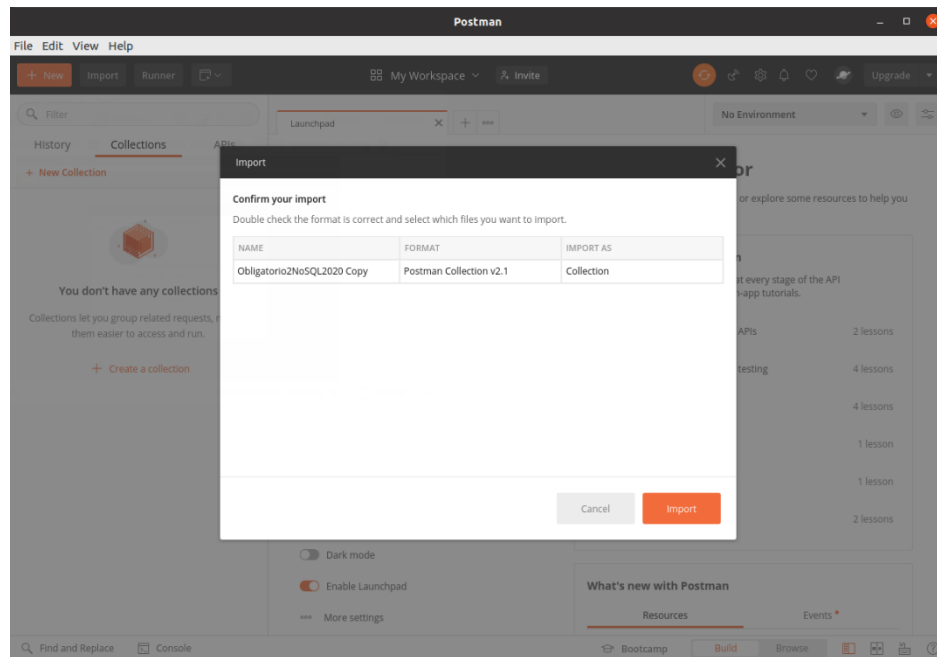 Postman
File Edit View Help
+ New Import Runner My Workspace Invite Upgrade
Filter
Launchpad
No Environment
History Collections APIs
+ New Collection
Import
or
Confirm your import
or explore some resources to help you
Double check the format is correct and select which files you want to import.
NAME FORMAT IMPORT AS
Obligatorio2NoSQL2020 Copy Postman Collection v2.1 Collection
at every stage of the API
You don't have any collections
-app tutorials.
Collections let you group related requests,
them easier to access and run.
APIs 2 lessons
+ Create a collection
testing 4 lessons
4 lessons
1 lesson
1 lesson
Cancel Import
2 lessons
Dark mode
Enable Launchpad
What's new with Postman
More settings
Resources Events
Find and Replace Console Bootcamp Build Browse